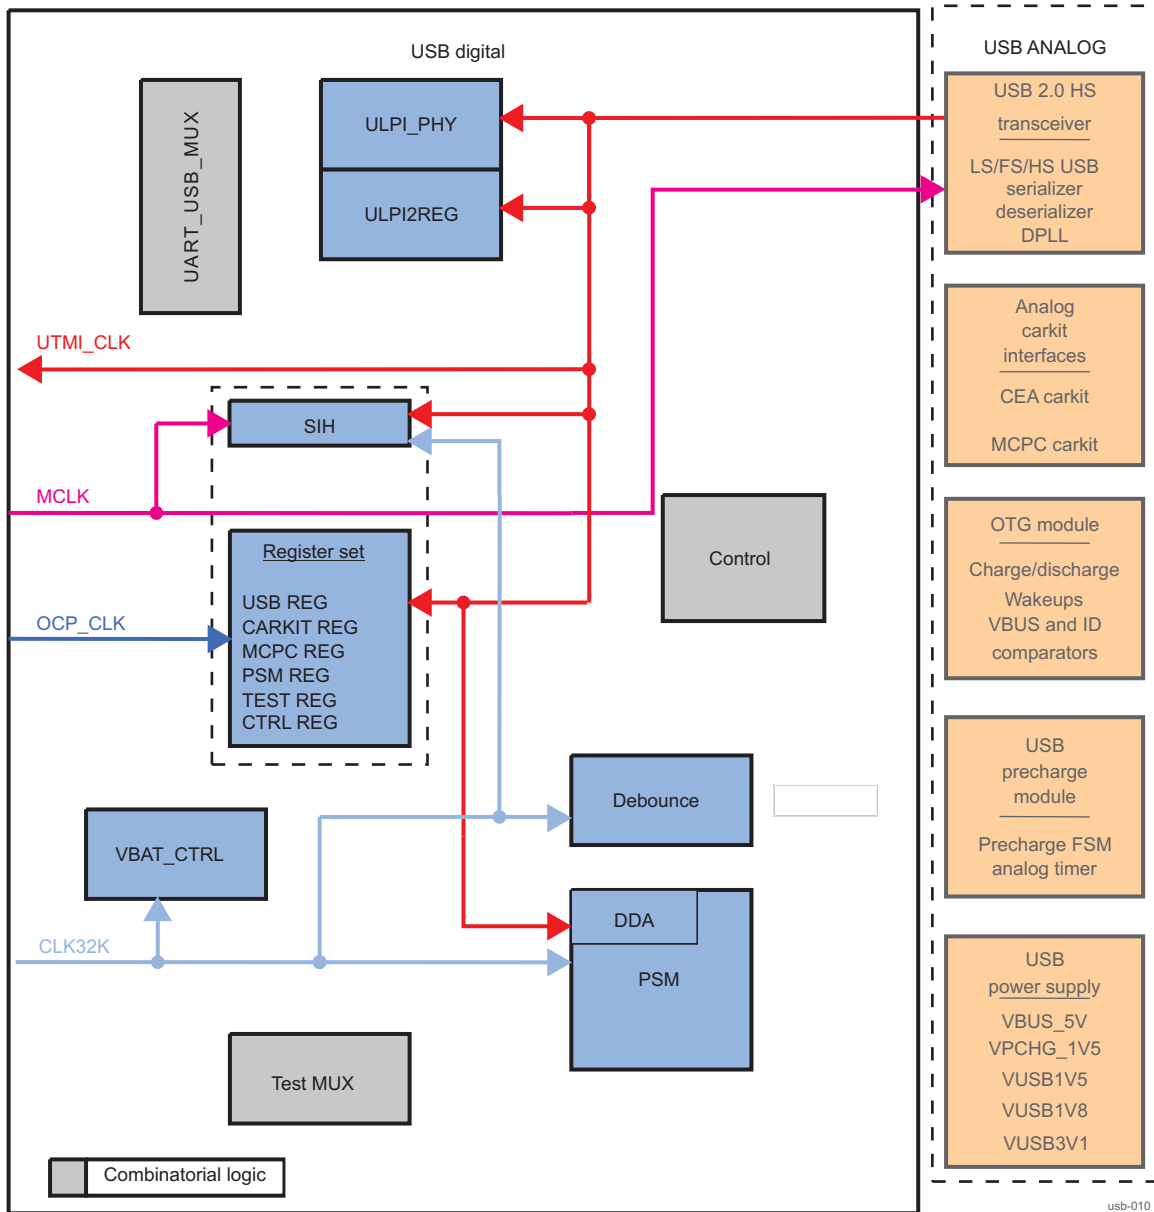 USB digital
USB ANALOG
UART_USB_MUX
ULPI_PHY
ULPI2REG
USB 2.0 HS
transceiver
LS/FS/HS USB
serializer
deserializer
DPLL
UTMI_CLK
Analog
carkit
interfaces
CEA carkit
MCPC carkit
SIH
MCLK
Register set
USB REG
CARKIT REG
MCPC REG
PSM REG
TEST REG
CTRL REG
OCP_CLK
Control
OTG module
Charge/discharge
Wakeups
VBUS and ID
comparators
Debounce
USB
precharge
module
Precharge FSM
analog timer
VBAT_CTRL
CLK32K
DDA
PSM
USB
power supply
VBUS_5V
VPCHG_1V5
VUSB1V5
VUSB1V8
VUSB3V1
Test MUX
Combinatorial logic
usb-010